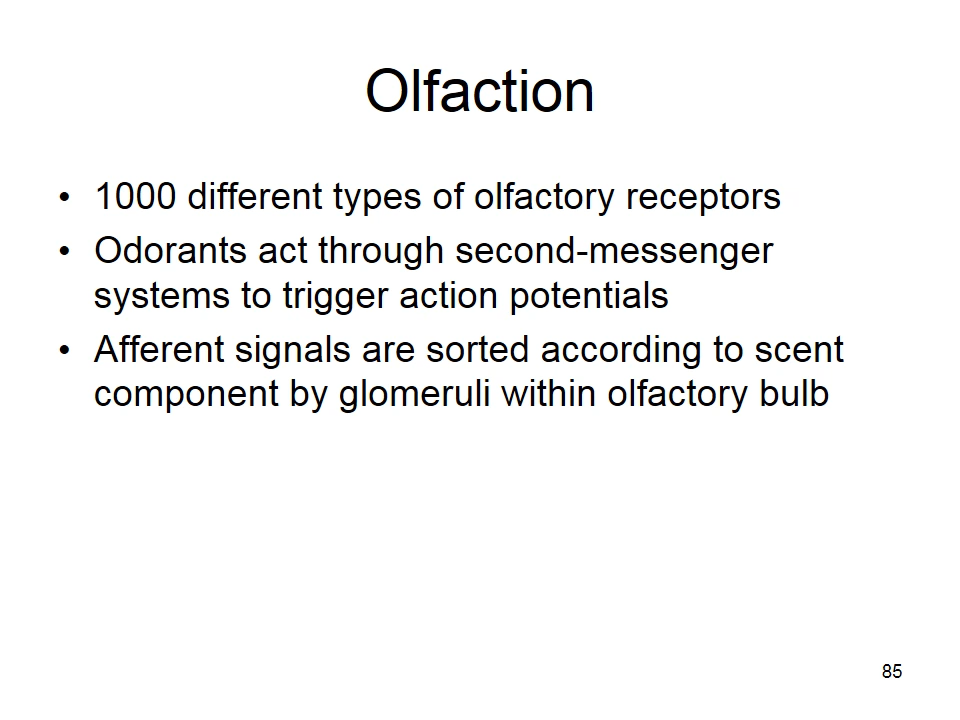 Olfaction
• 1000 different types of olfactory receptors
• Odorants act through second-messenger
systems to trigger action potentials
• Afferent signals are sorted according to scent
component by glomeruli within olfactory bulb
85